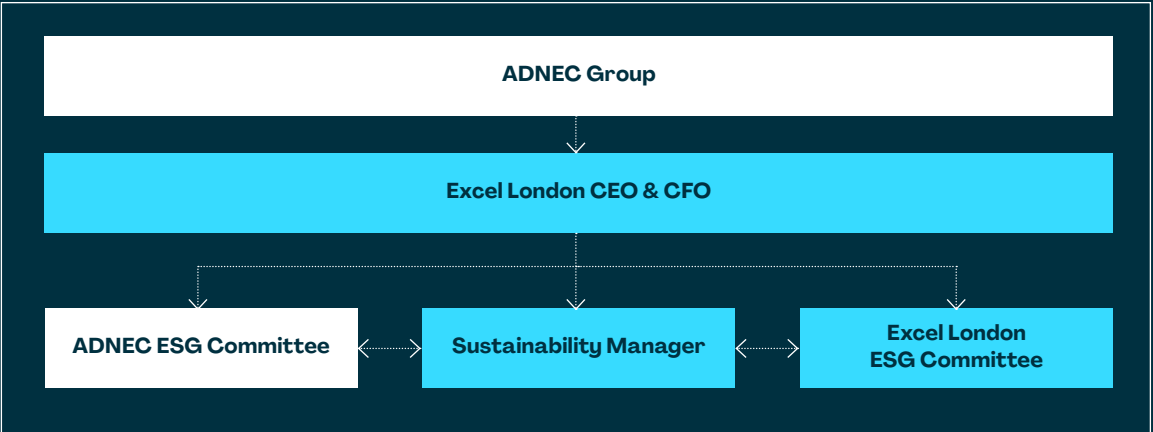 ADNEC Group
Excel London CEO & CFO
ADNEC ESG Committee
Sustainability Manager
Excel London
ESG Committee